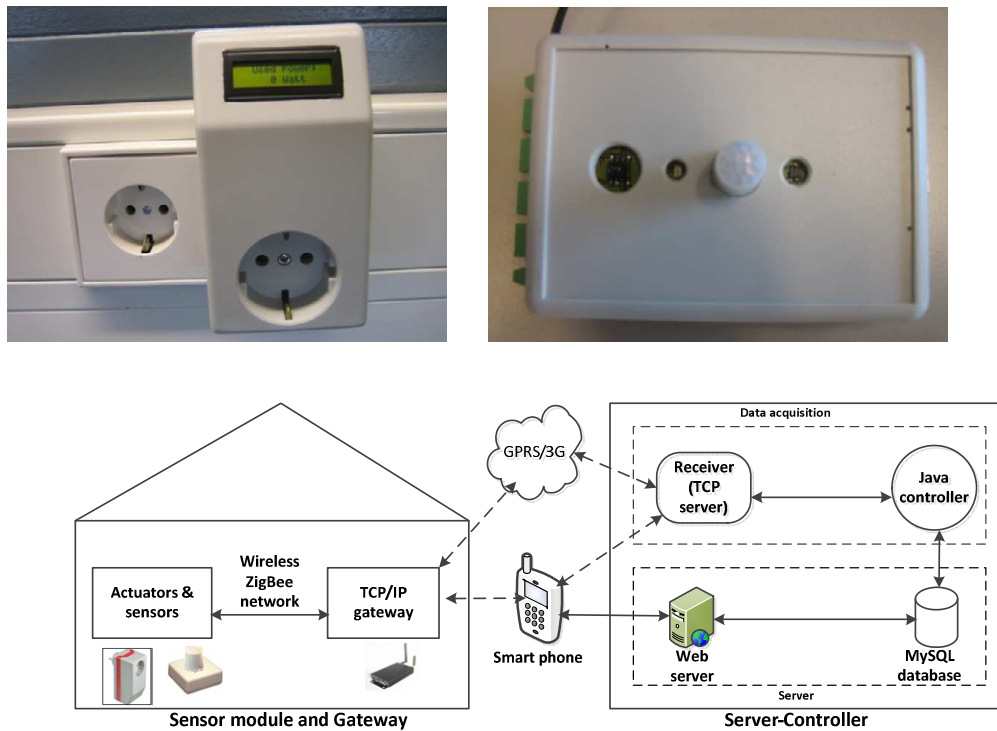 Used Power:
0 Watt
Data acquisition
GPRS/3G
Receiver
(TCP
server)
Java
controller
Wireless
ZigBee
network
Actuators &
sensors
TCP/IP
gateway
Smart phone
Web
server
MySQL
database
Server
Sensor module and Gateway
Server-Controller